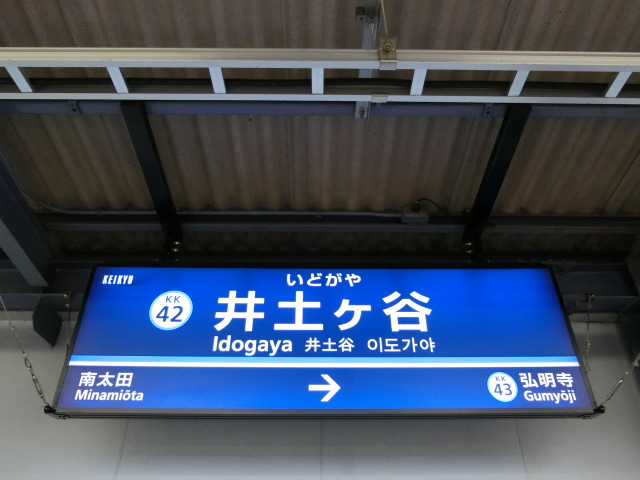 KEIKYU
いどがや
KK
42
井土ヶ谷
Idogaya 井土谷 이도가야
南太田
Minamiōta
→
KK
43
弘明寺
Gumyōji